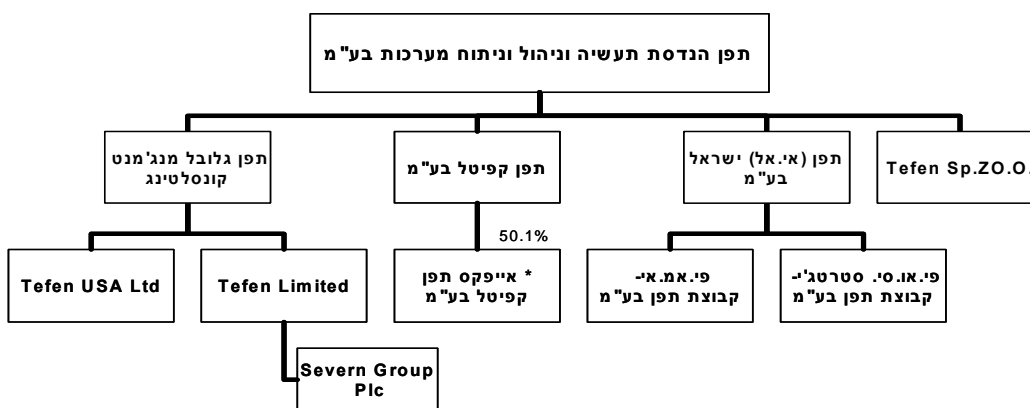 תפן הנדסת תעשיה וניהול וניתוח מערכות בע"מ
תפן גלובל מנג'מנט
קונסלטינג
תפן קפיטל בע"מ
תפן (אי.אל) ישראל
בע"מ
Tefen Sp.ZO.O.
50.1%
Tefen USA Ltd
Tefen Limited
* אייפקס תפן
קפיטל בע"מ
פי.אמ.אי-
קבוצת תפן בע"מ
פי.או.סי. סטרטג'י-
קבוצת תפן בע"מ
Severn Group
Plc